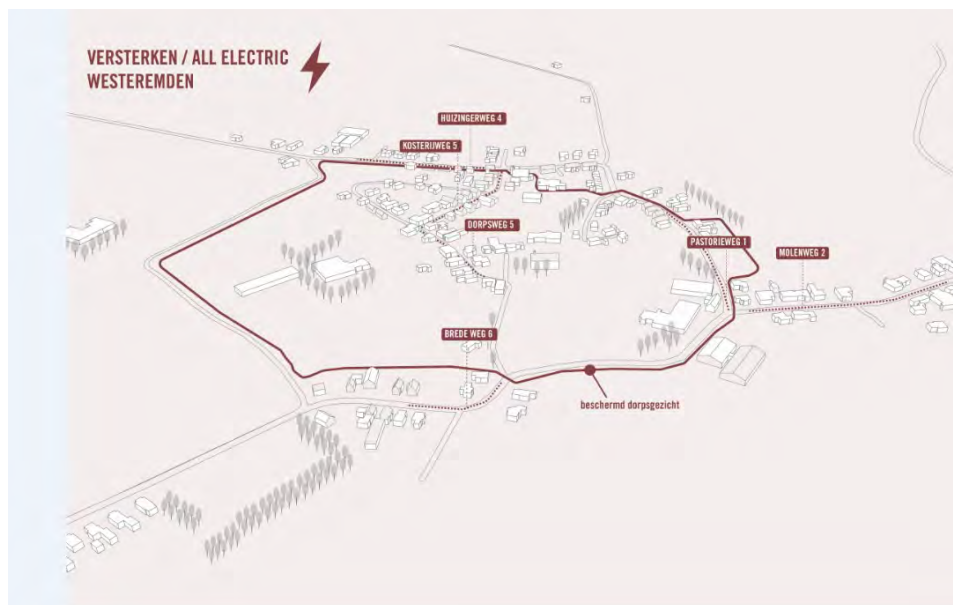 VERSTERKEN / ALL ELECTRIC
WESTEREMDEN
HUIZINGERWEG 4
KOSTERIJWEG 5
DORPSWEG 5
PASTORIEWEG 1
MOLENWEG 2
BREDE WEG 6
beschermd dorpsgezicht